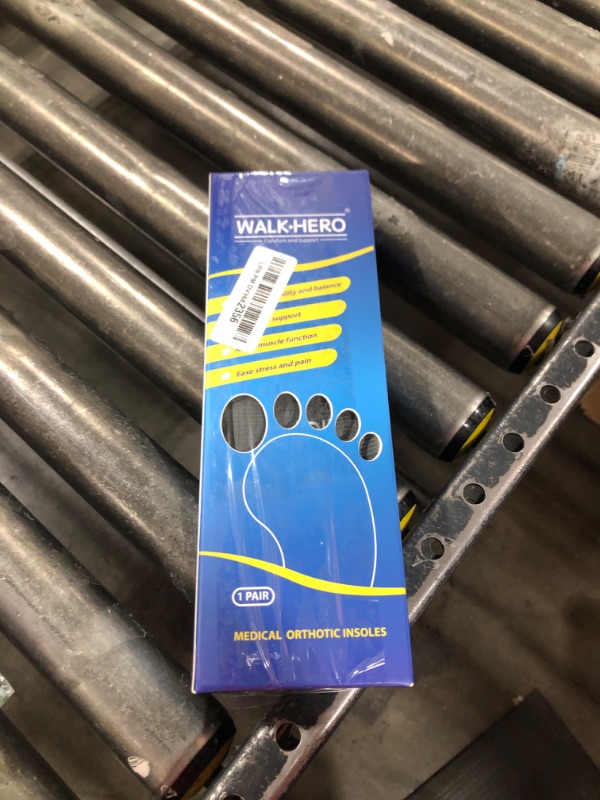 WALK·HERO®
Comfort and Support
and balance
support
muscle function
Ease stress and pain
2356
1 PAIR
MEDICAL ORTHOTIC INSOLES